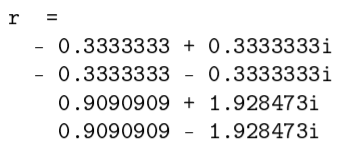 r =
- 0.3333333 + 0.3333333i
- 0.3333333 - 0.3333333i
0.9090909 + 1.928473i
0.9090909 - 1.928473i